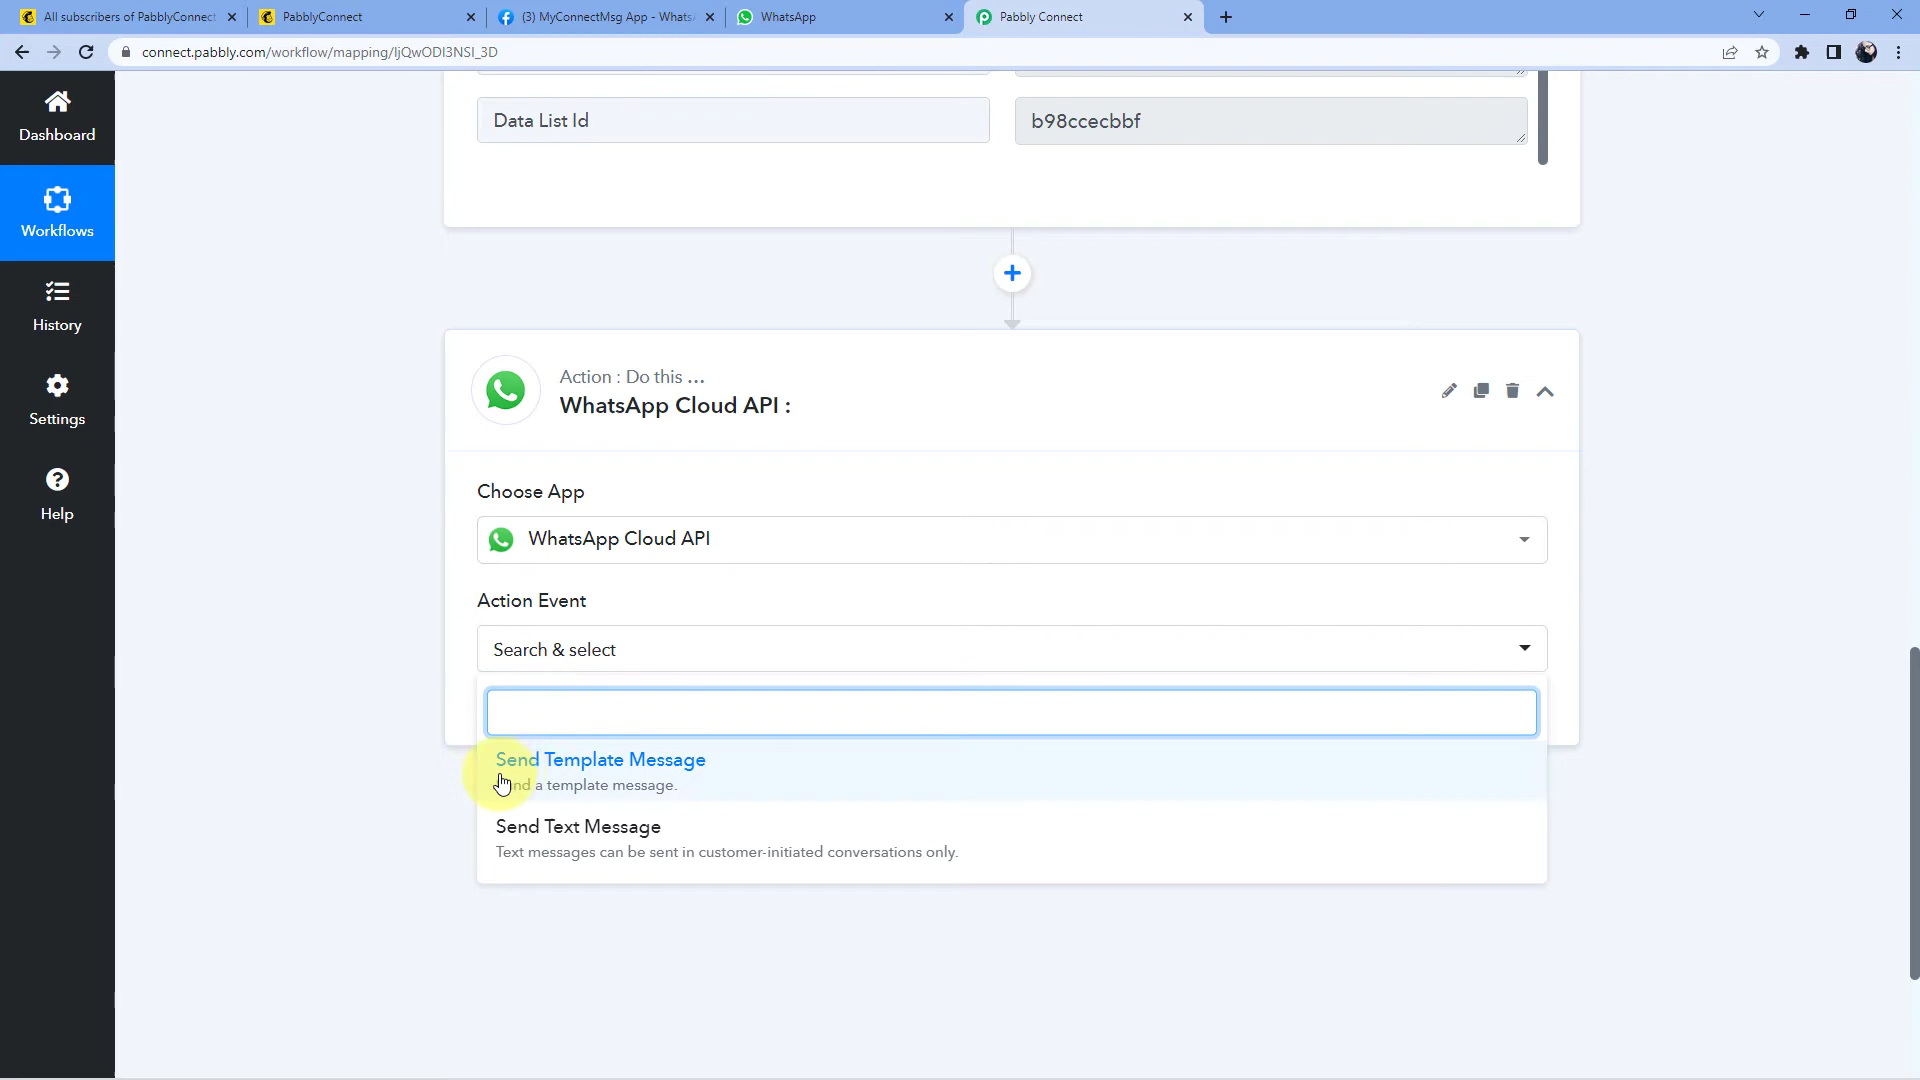 All subscribers of PabblyConnect
PabblyConnect
(3) MyConnectMsg App - Whats
WhatsApp
Pabbly Connect
connect.pabbly.com/workflow/mapping/IjQwODI3NSI_3D
Dashboard
Workflows
History
Settings
Help
Data List Id
b98ccecbbf
Action : Do this ...
WhatsApp Cloud API :
Choose App
WhatsApp Cloud API
Action Event
Search & select
Send Template Message
a template message.
Send Text Message
Text messages can be sent in customer-initiated conversations only.